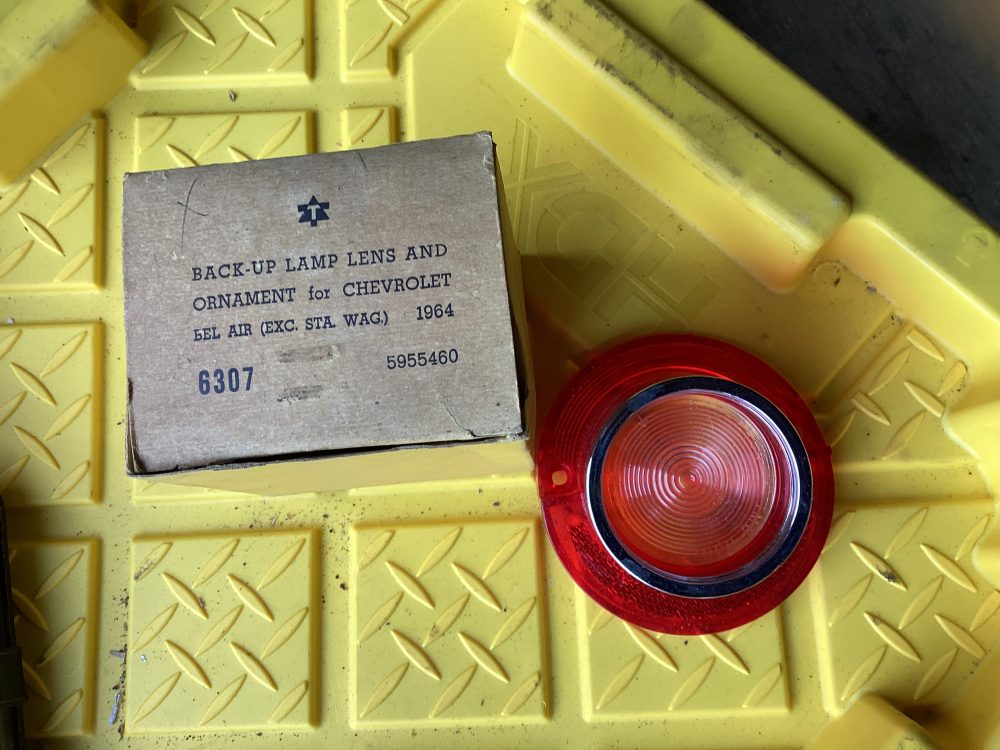 T
BACK-UP LAMP LENS AND
ORNAMENT for CHEVROLET
BEL AIR (EXC. STA. WAG.) 1964
6307 5955460